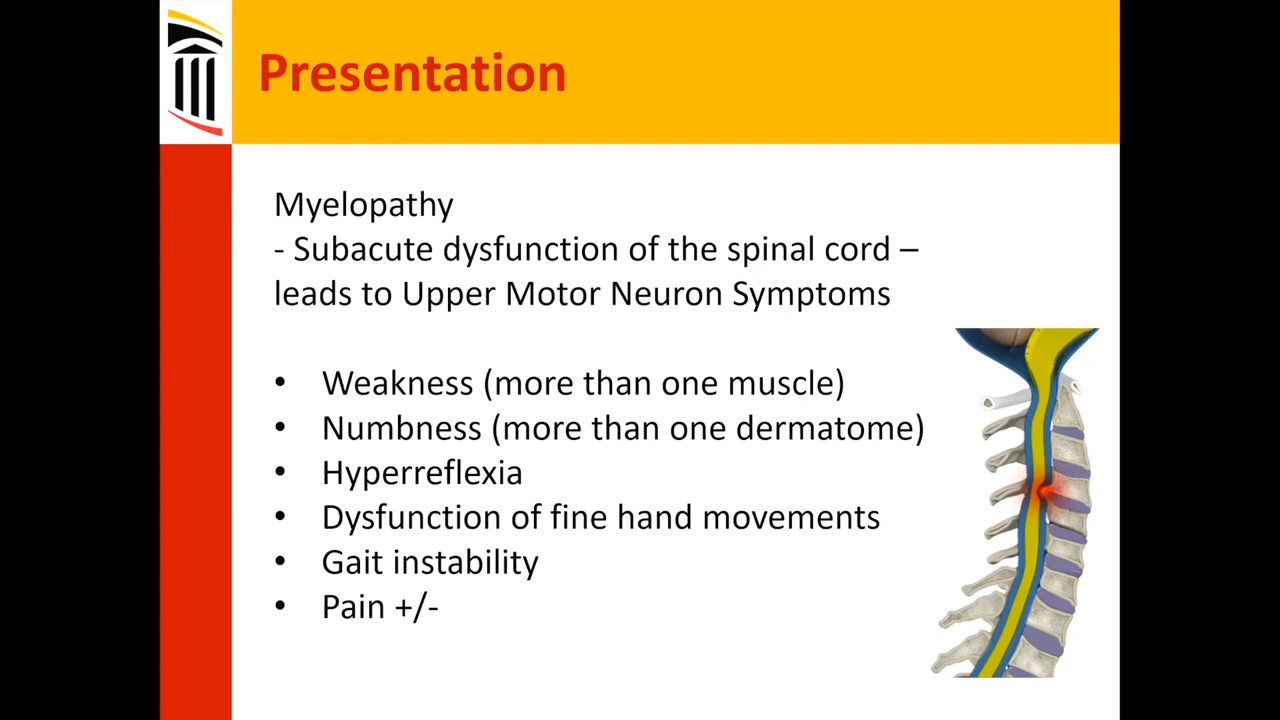 Presentation
Myelopathy
- Subacute dysfunction of the spinal cord –
leads to Upper Motor Neuron Symptoms
• Weakness (more than one muscle)
• Numbness (more than one dermatome)
• Hyperreflexia
• Dysfunction of fine hand movements
• Gait instability
• Pain +/-